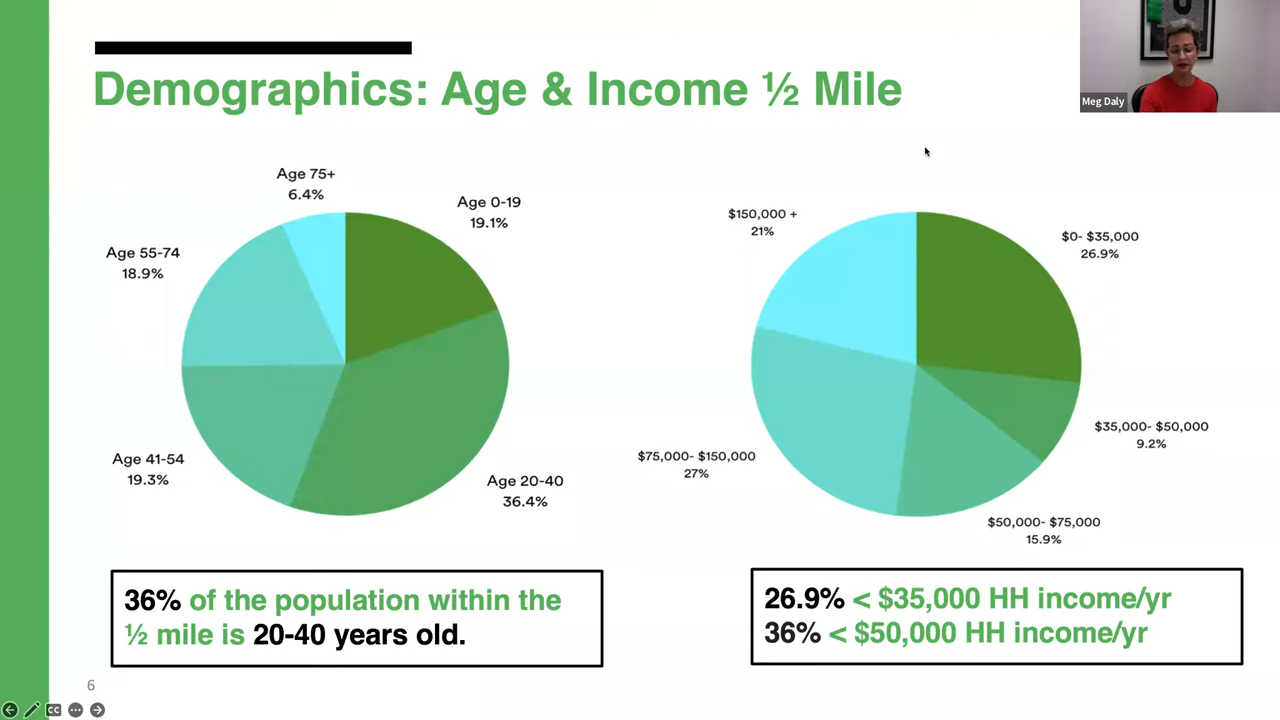 Demographics: Age & Income ½ Mile
Meg Daly
Age 75+
6.4%
Age 0-19
19.1%
Age 55-74
18.9%
Age 41-54
19.3%
Age 20-40
36.4%
$150,000 +
21%
$0- $35,000
26.9%
$35,000- $50,000
9.2%
$75,000- $150,000
27%
$50,000- $75,000
15.9%
36% of the population within the
½ mile is 20-40 years old.
26.9% < $35,000 HH income/yr
36% < $50,000 HH income/yr
6
CC